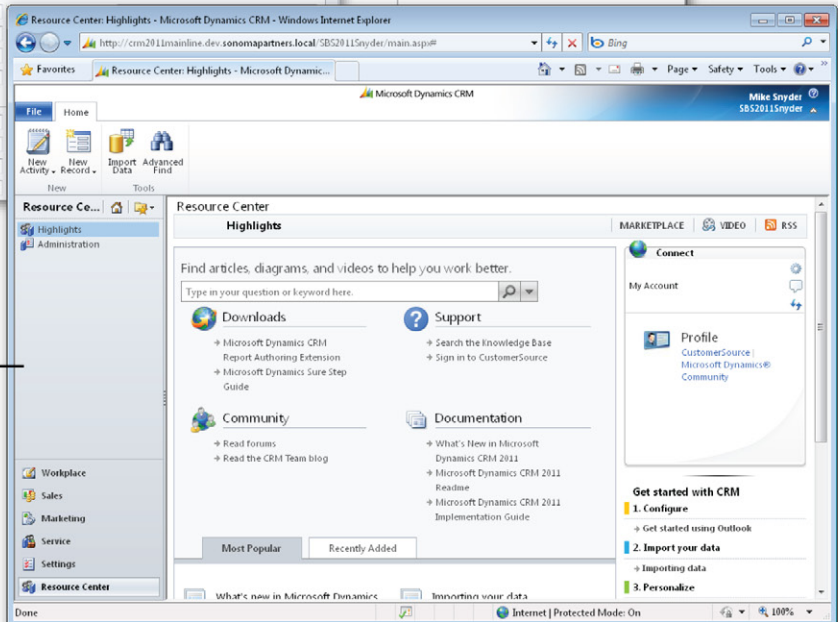 Resource Center: Highlights - Microsoft Dynamics CRM - Windows Internet Explorer
http://crm2011mainline.dev.sonomapartners.local/SBS2011Snyder/main.aspx#
Bing
Favorites
Resource Center: Highlights - Microsoft Dynamic...
Page Safety Tools
Microsoft Dynamics CRM
Mike Snyder
SBS2011Snyder
File Home
New Activity
New Record
Import Data
Advanced Find
New
Tools
Resource Ce...
Highlights
Administration
Workplace
Sales
Marketing
Service
Settings
Resource Center
Resource Center
Highlights
MARKETPLACE VIDEO RSS
Find articles, diagrams, and videos to help you work better.
Type in your question or keyword here.
Downloads
Microsoft Dynamics CRM
Report Authoring Extension
Microsoft Dynamics Sure Step
Guide
Support
Search the Knowledge Base
Sign in to CustomerSource
Community
Read forums
Read the CRM Team blog
Documentation
What's New in Microsoft
Dynamics CRM 2011
Microsoft Dynamics CRM 2011
Readme
Microsoft Dynamics CRM 2011
Implementation Guide
Most Popular
Recently Added
What's new in Microsoft Dynamics
Importing your data
Connect
My Account
Profile
CustomerSource |
Microsoft Dynamics®
Community
Get started with CRM
1. Configure
Get started using Outlook
2. Import your data
Importing data
3. Personalize
Done
Internet | Protected Mode: On
100%